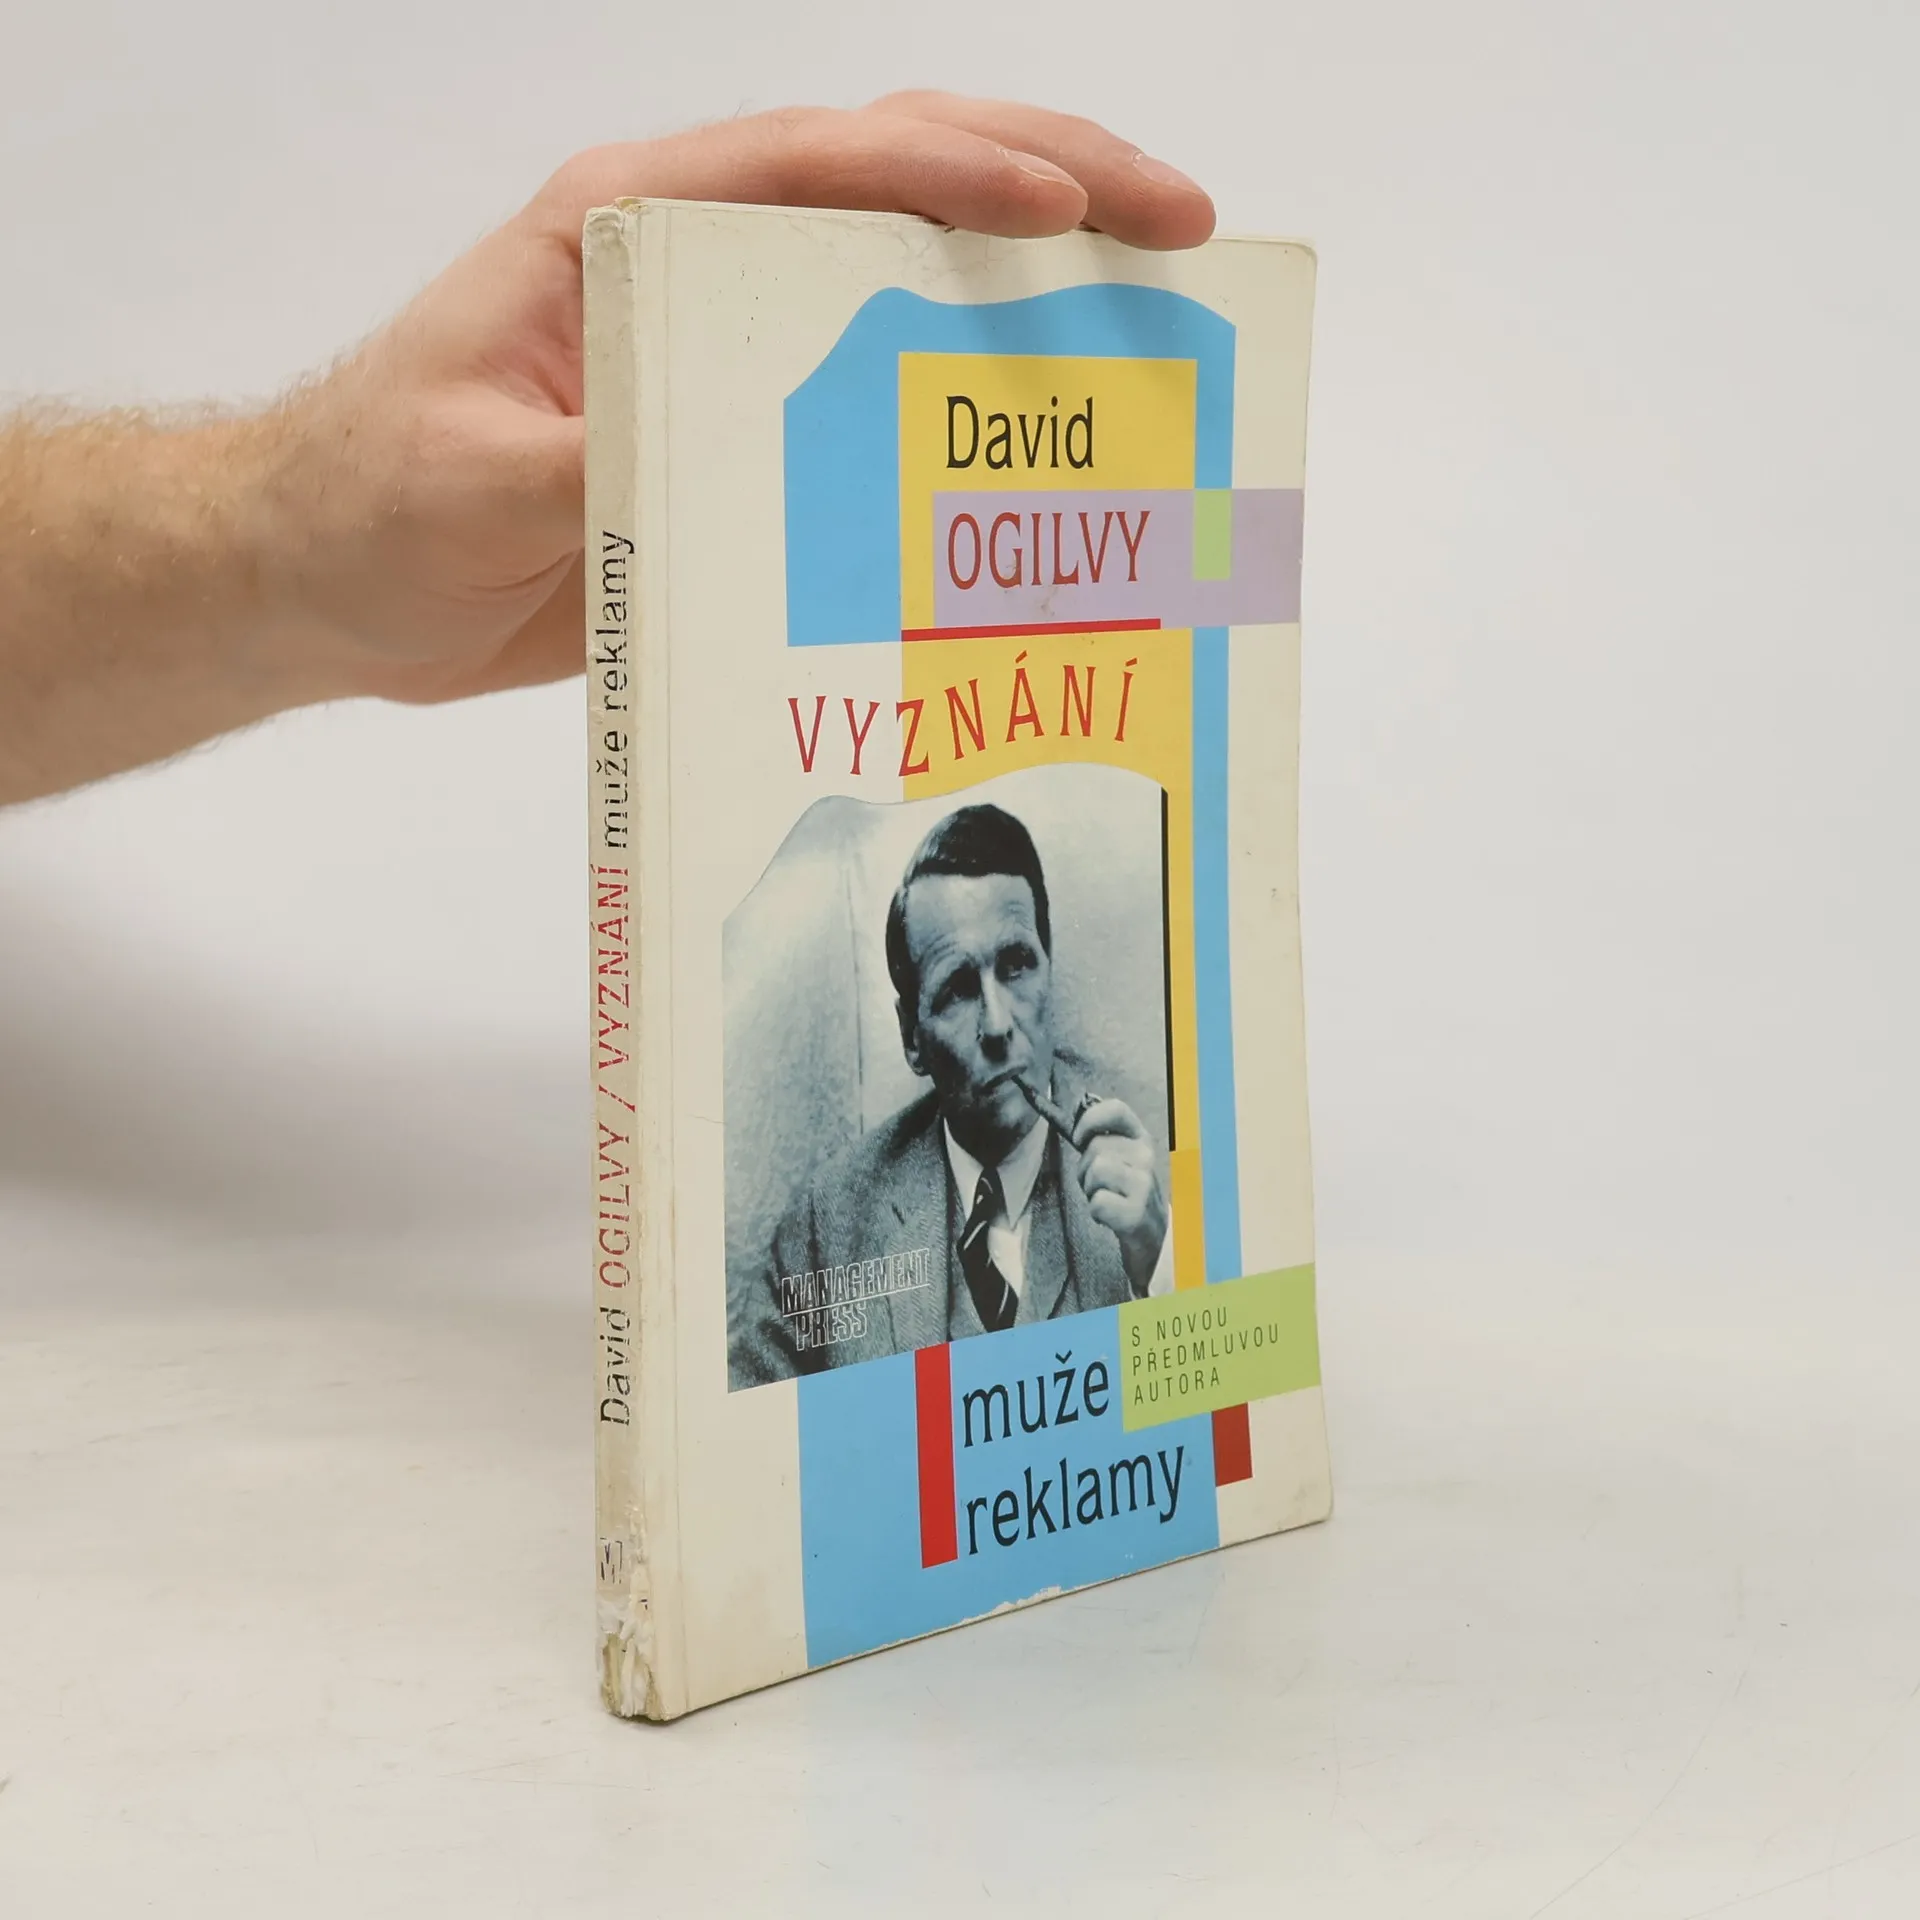 David OGILVY / VYZNÁNÍ muže reklamy
David
OGILVY
VYZNÁNÍ
MANAGEMENT
PRESS
muže
reklamy
S NOVOU
PŘEDMLUVOU
AUTORA